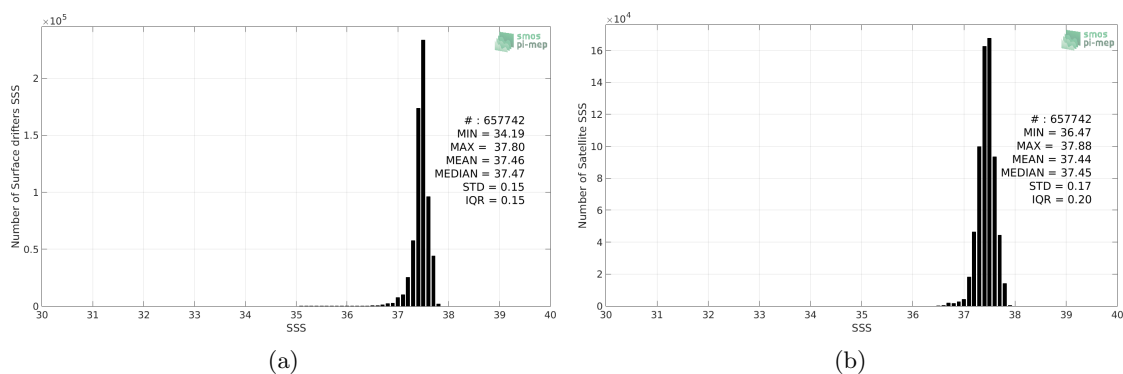 ×10⁵
smos
pi-mep
Number of Surface drifters SSS
2
1.5
1
0.5
0
# : 657742
MIN = 34.19
MAX = 37.80
MEAN = 37.46
MEDIAN = 37.47
STD = 0.15
IQR = 0.15
30 31 32 33 34 35 36 37 38 39 40
SSS
(a)
×10⁴
smos
pi-mep
Number of Satellite SSS
16
14
12
10
8
6
4
2
0
# : 657742
MIN = 36.47
MAX = 37.88
MEAN = 37.44
MEDIAN = 37.45
STD = 0.17
IQR = 0.20
30 31 32 33 34 35 36 37 38 39 40
SSS
(b)